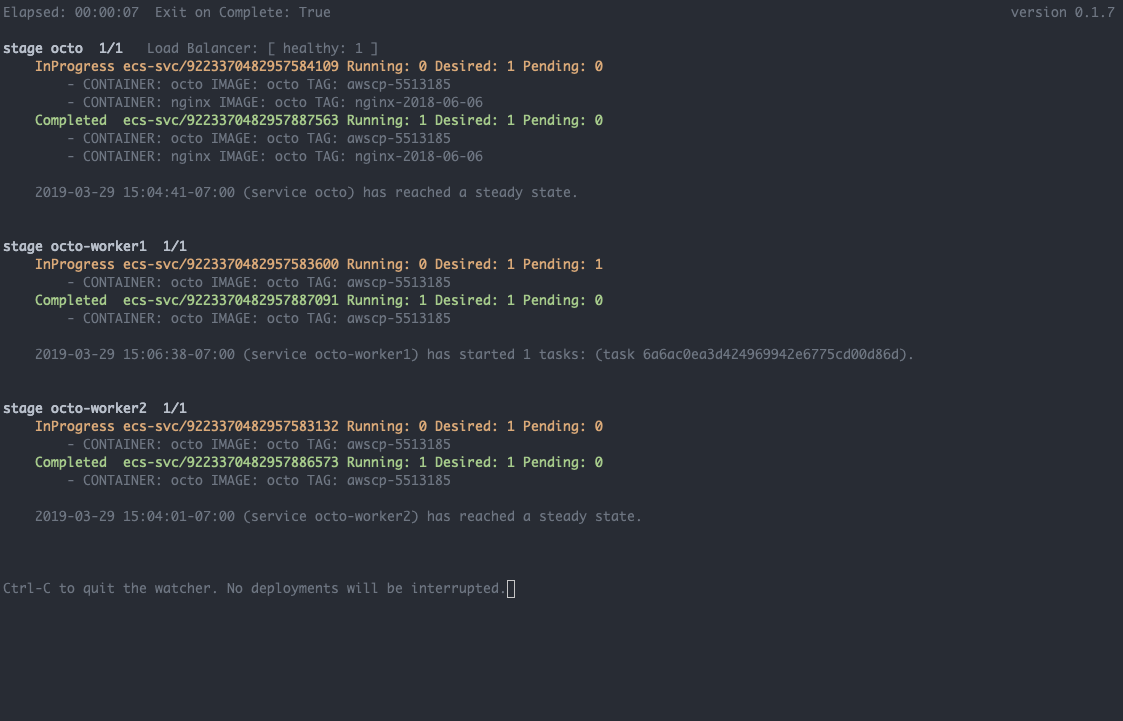 Elapsed: 00:00:07  Exit on Complete: True
version 0.1.7
stage octo  1/1   Load Balancer: [ healthy: 1 ]
InProgress ecs-svc/9223370482957584109 Running: 0 Desired: 1 Pending: 0
- CONTAINER: octo IMAGE: octo TAG: awscp-5513185
- CONTAINER: nginx IMAGE: octo TAG: nginx-2018-06-06
Completed  ecs-svc/9223370482957887563 Running: 1 Desired: 1 Pending: 0
- CONTAINER: octo IMAGE: octo TAG: awscp-5513185
- CONTAINER: nginx IMAGE: octo TAG: nginx-2018-06-06
2019-03-29 15:04:41-07:00 (service octo) has reached a steady state.
stage octo-worker1  1/1
InProgress ecs-svc/9223370482957583600 Running: 0 Desired: 1 Pending: 1
- CONTAINER: octo IMAGE: octo TAG: awscp-5513185
Completed  ecs-svc/9223370482957887091 Running: 1 Desired: 1 Pending: 0
- CONTAINER: octo IMAGE: octo TAG: awscp-5513185
2019-03-29 15:06:38-07:00 (service octo-worker1) has started 1 tasks: (task 6a6ac0ea3d424969942e6775cd00d86d).
stage octo-worker2  1/1
InProgress ecs-svc/9223370482957583132 Running: 0 Desired: 1 Pending: 0
- CONTAINER: octo IMAGE: octo TAG: awscp-5513185
Completed  ecs-svc/9223370482957886573 Running: 1 Desired: 1 Pending: 0
- CONTAINER: octo IMAGE: octo TAG: awscp-5513185
2019-03-29 15:04:01-07:00 (service octo-worker2) has reached a steady state.
Ctrl-C to quit the watcher. No deployments will be interrupted.